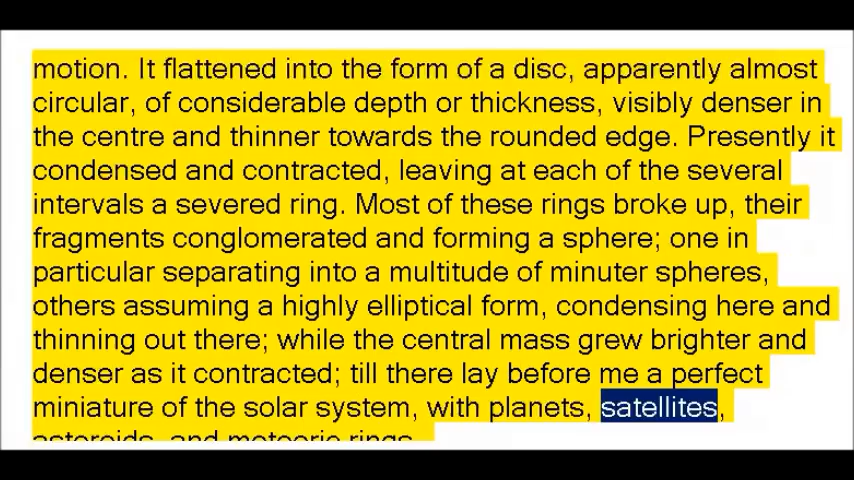 motion. It flattened into the form of a disc, apparently almost
circular, of considerable depth or thickness, visibly denser in
the centre and thinner towards the rounded edge. Presently it
condensed and contracted, leaving at each of the several
intervals a severed ring. Most of these rings broke up, their
fragments conglomerated and forming a sphere; one in
particular separating into a multitude of minuter spheres,
others assuming a highly elliptical form, condensing here and
thinning out there; while the central mass grew brighter and
denser as it contracted; till there lay before me a perfect
miniature of the solar system, with planets, satellites,
asteroids, and meteoric rings.